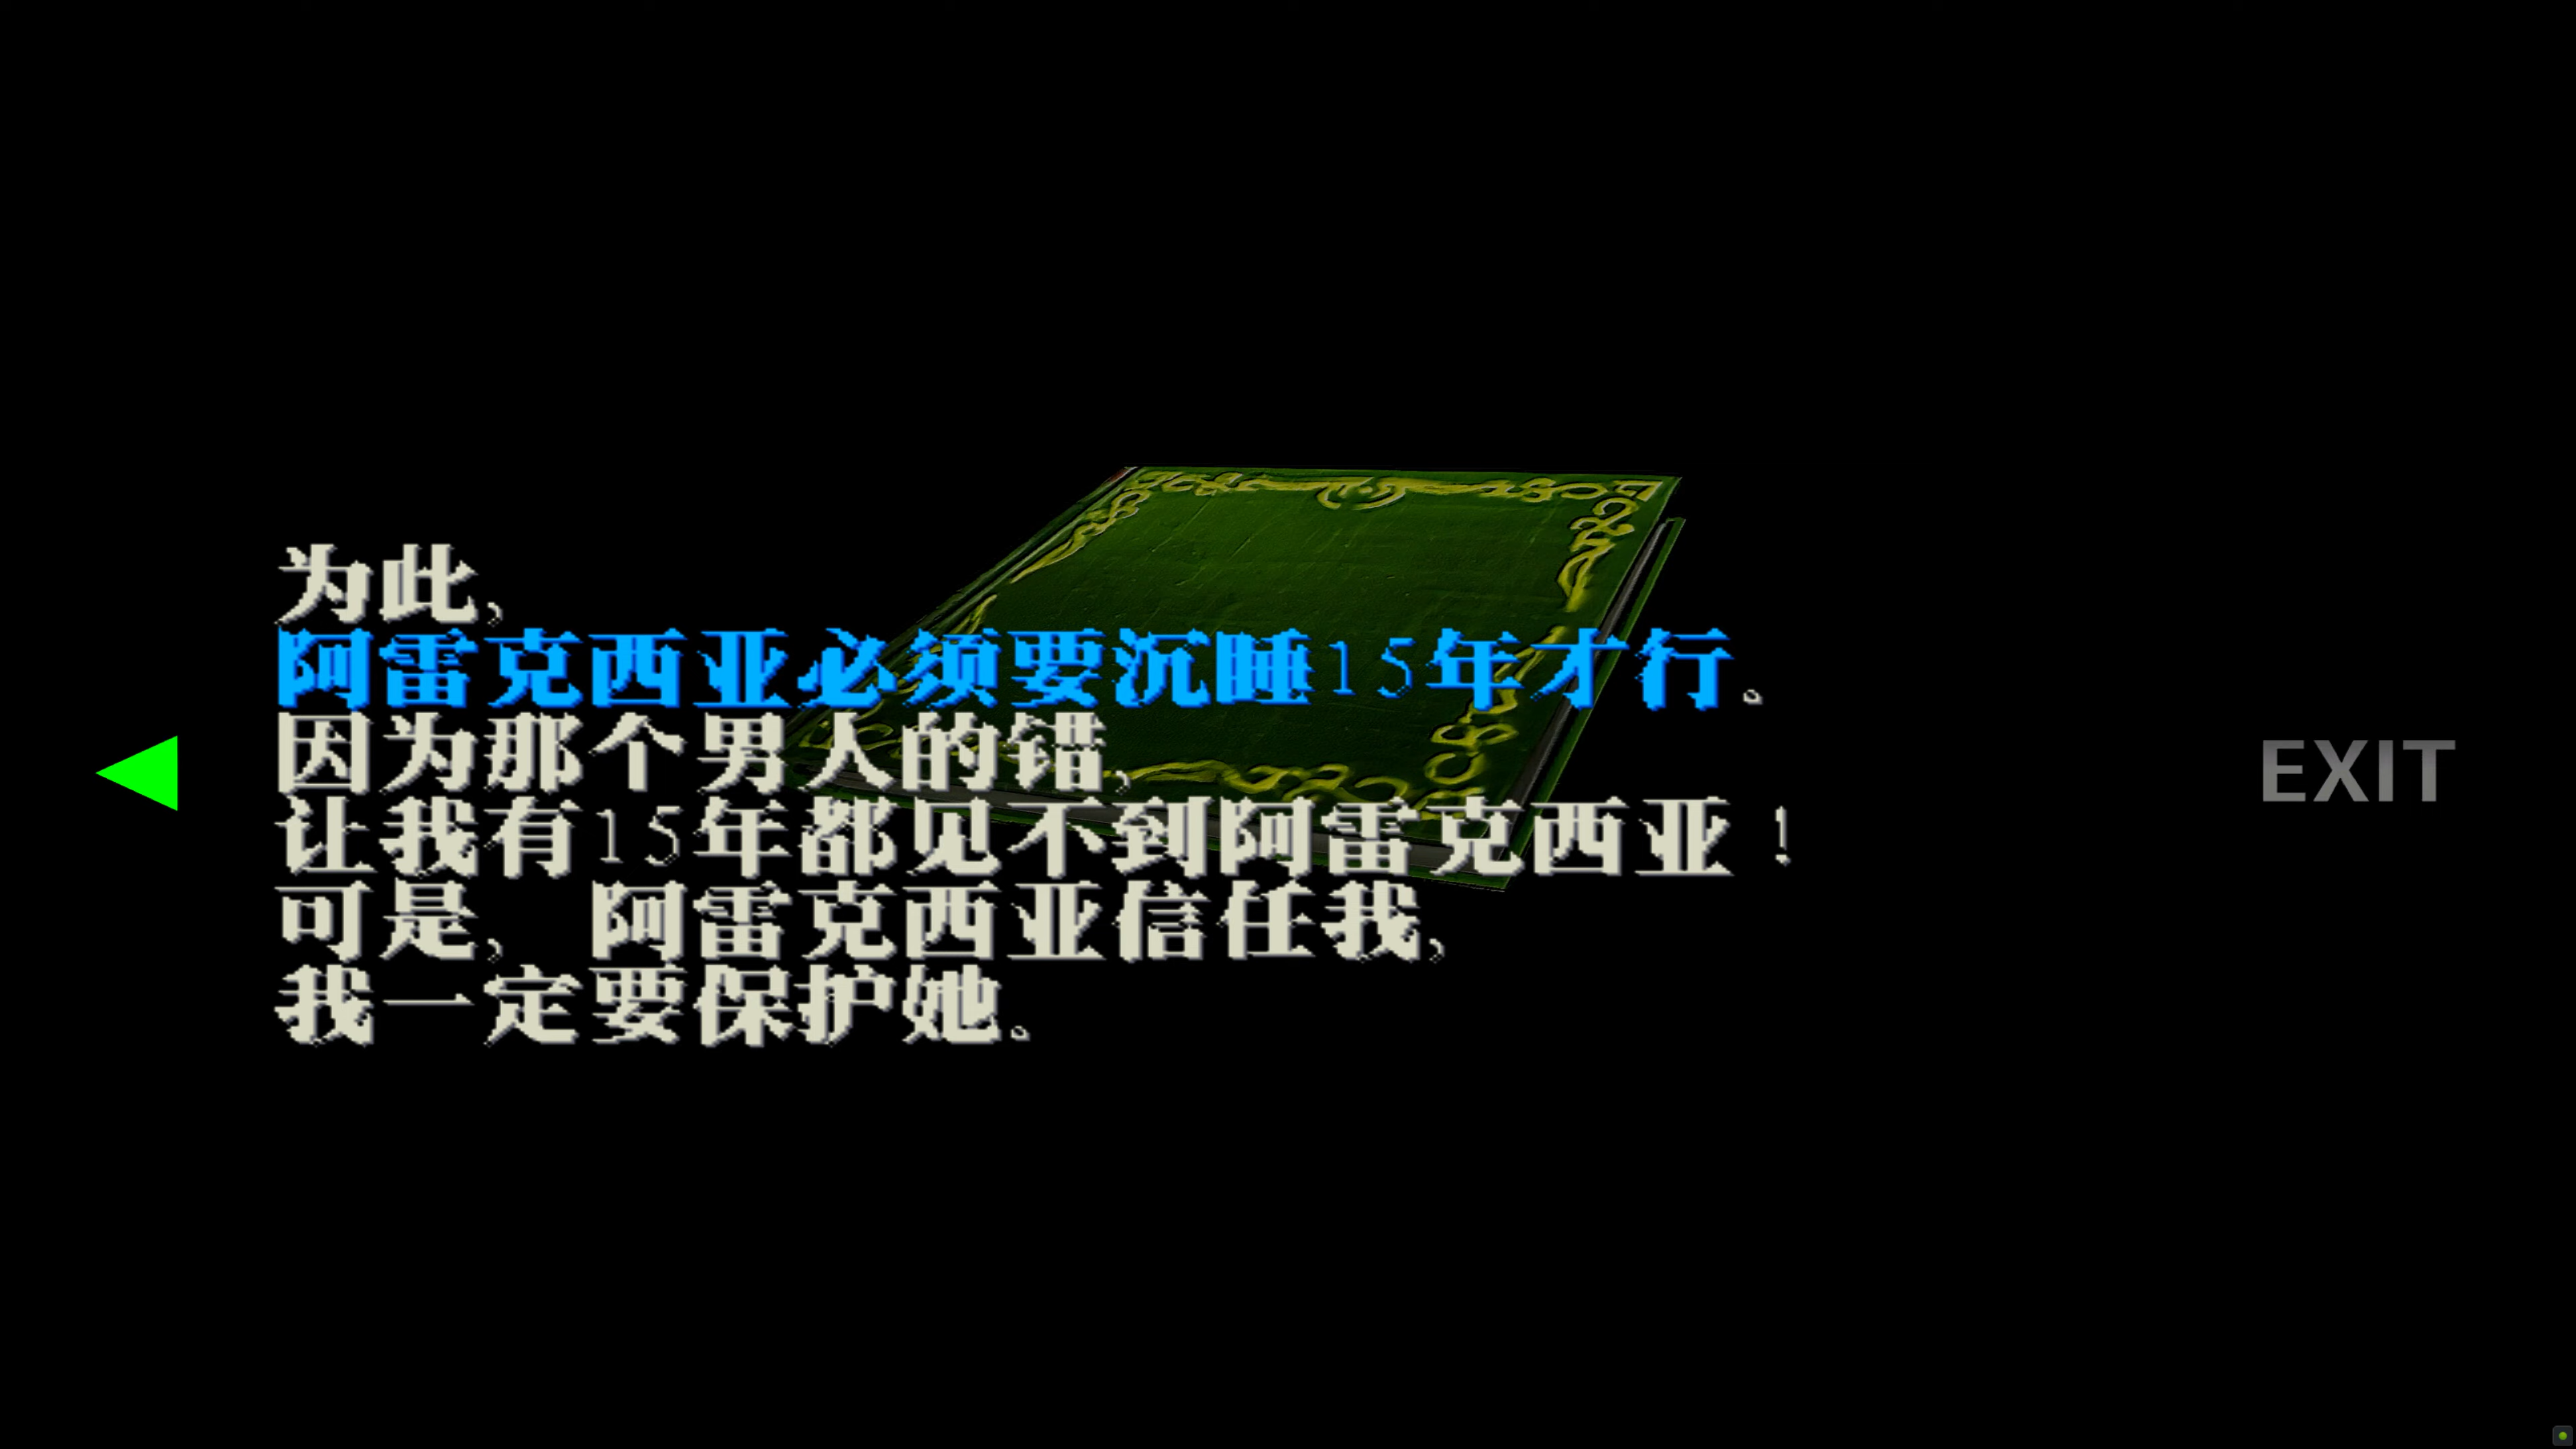 为此,
阿雷克西亚必须要沉睡15年才行。
因为那个男人的错,
让我有15年都见不到阿雷克西亚！
可是, 阿雷克西亚信任我,
我一定要保护她。
EXIT